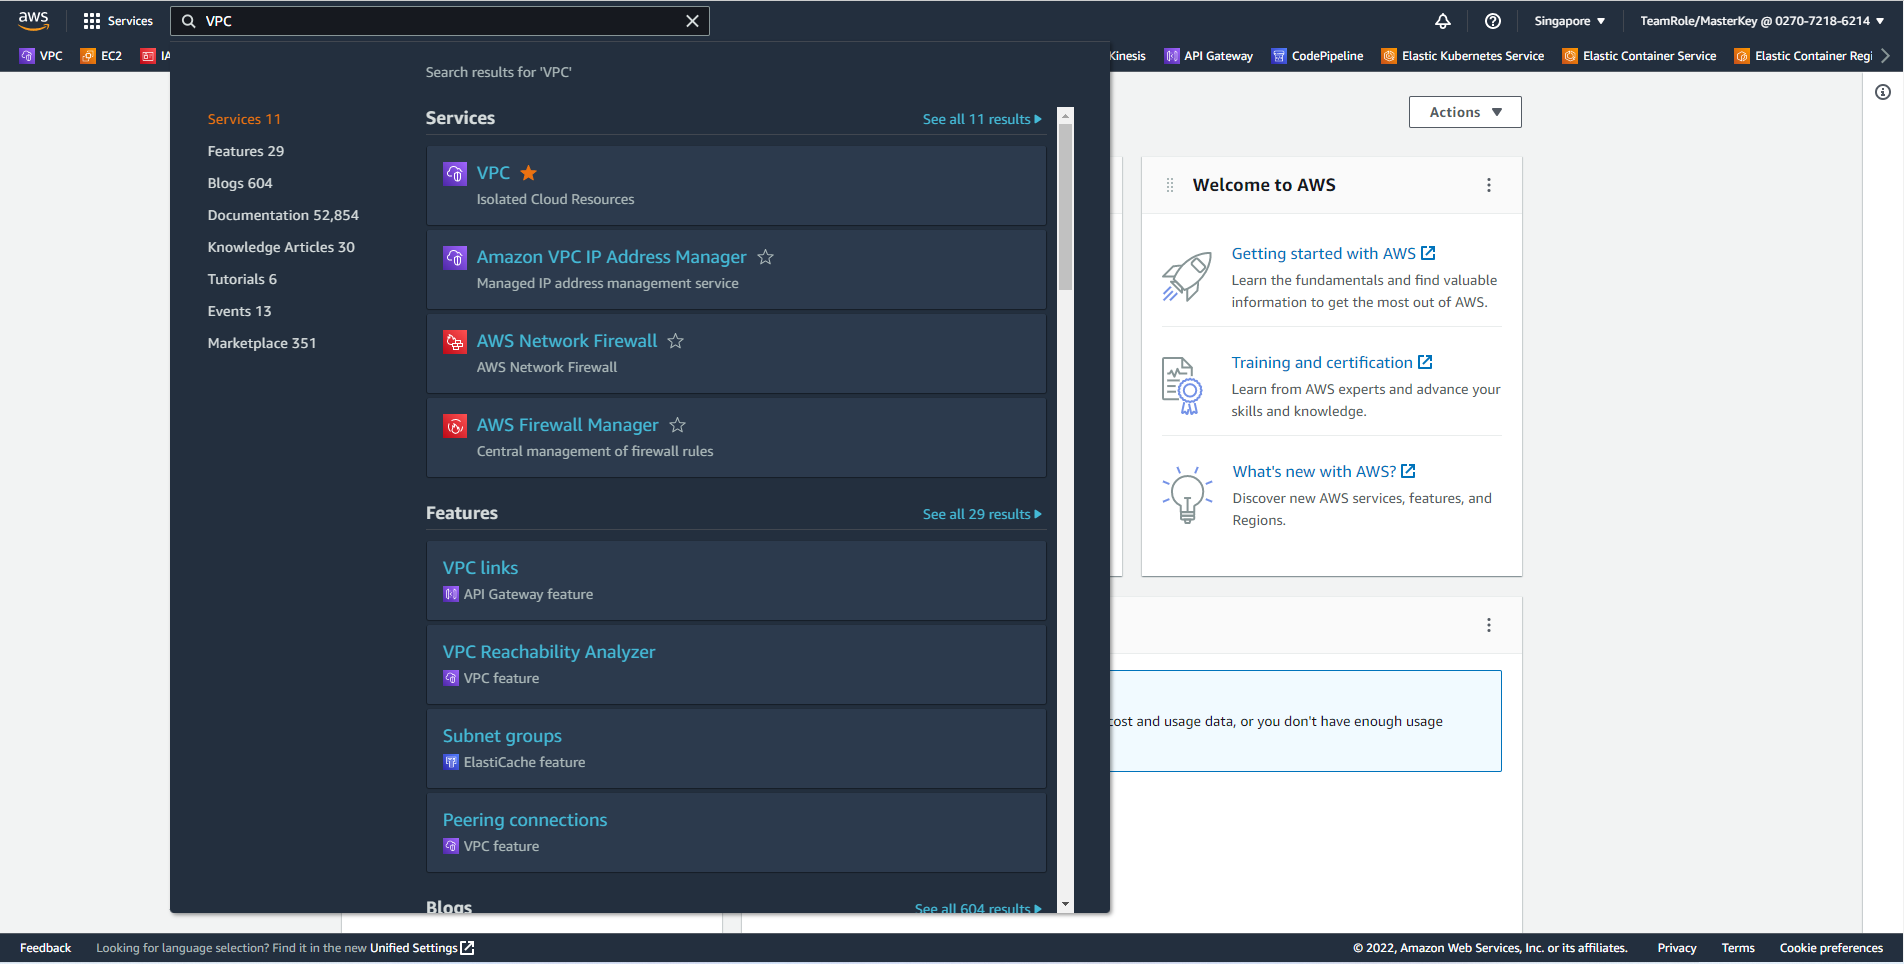 aws
Services
VPC
Singapore
TeamRole/MasterKey @ 0270-7218-6214
VPC
EC2
Kinesis
API Gateway
CodePipeline
Elastic Kubernetes Service
Elastic Container Service
Elastic Container Regi
Search results for 'VPC'
Services 11
Features 29
Blogs 604
Documentation 52,854
Knowledge Articles 30
Tutorials 6
Events 13
Marketplace 351
Services
See all 11 results
VPC
Isolated Cloud Resources
Amazon VPC IP Address Manager
Managed IP address management service
AWS Network Firewall
AWS Network Firewall
AWS Firewall Manager
Central management of firewall rules
Features
See all 29 results
VPC links
API Gateway feature
VPC Reachability Analyzer
VPC feature
Subnet groups
ElastiCache feature
Peering connections
VPC feature
Blogs
See all 604 results
Actions
Welcome to AWS
Getting started with AWS
Learn the fundamentals and find valuable
information to get the most out of AWS.
Training and certification
Learn from AWS experts and advance your
skills and knowledge.
What's new with AWS?
Discover new AWS services, features, and
Regions.
cost and usage data, or you don't have enough usage
Feedback
Looking for language selection? Find it in the new Unified Settings
© 2022, Amazon Web Services, Inc. or its affiliates.
Privacy
Terms
Cookie preferences